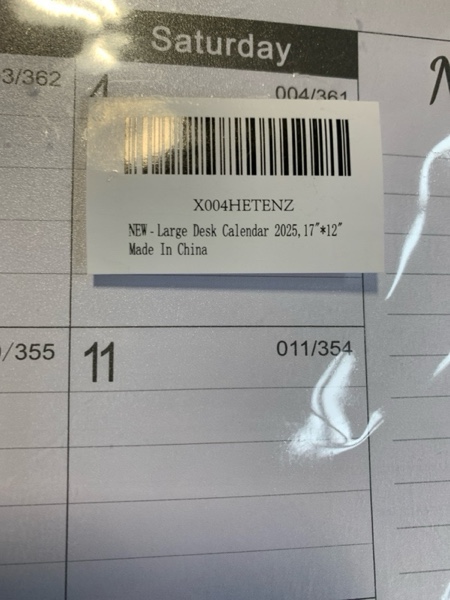 Saturday
3/362
4
004/361
X004HETENZ
NEW-Large Desk Calendar 2025,17"*12"
Made In China
/355
11
011/354